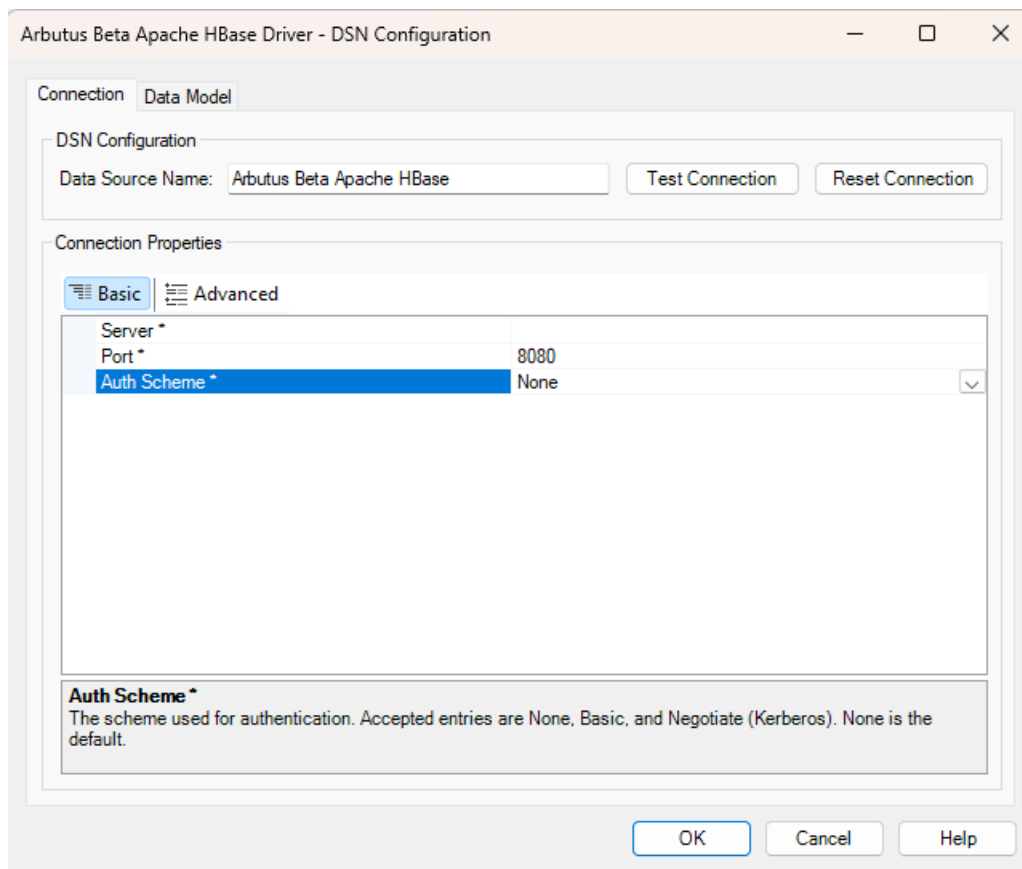 Arbutus Beta Apache HBase Driver - DSN Configuration
Connection Data Model
DSN Configuration
Data Source Name: Arbutus Beta Apache HBase Test Connection Reset Connection
Connection Properties
Basic Advanced
Server *
Port * 8080
Auth Scheme * None
Auth Scheme *
The scheme used for authentication. Accepted entries are None, Basic, and Negotiate (Kerberos). None is the
default.
OK Cancel Help